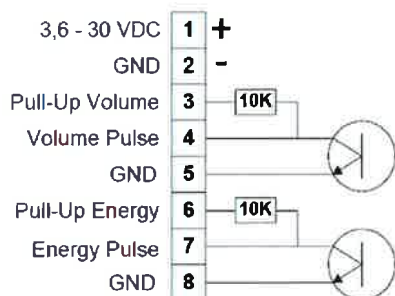 3,6 - 30 VDC 1 +
GND 2 -
Pull-Up Volume 3 10K
Volume Pulse 4
GND 5
Pull-Up Energy 6 10K
Energy Pulse 7
GND 8